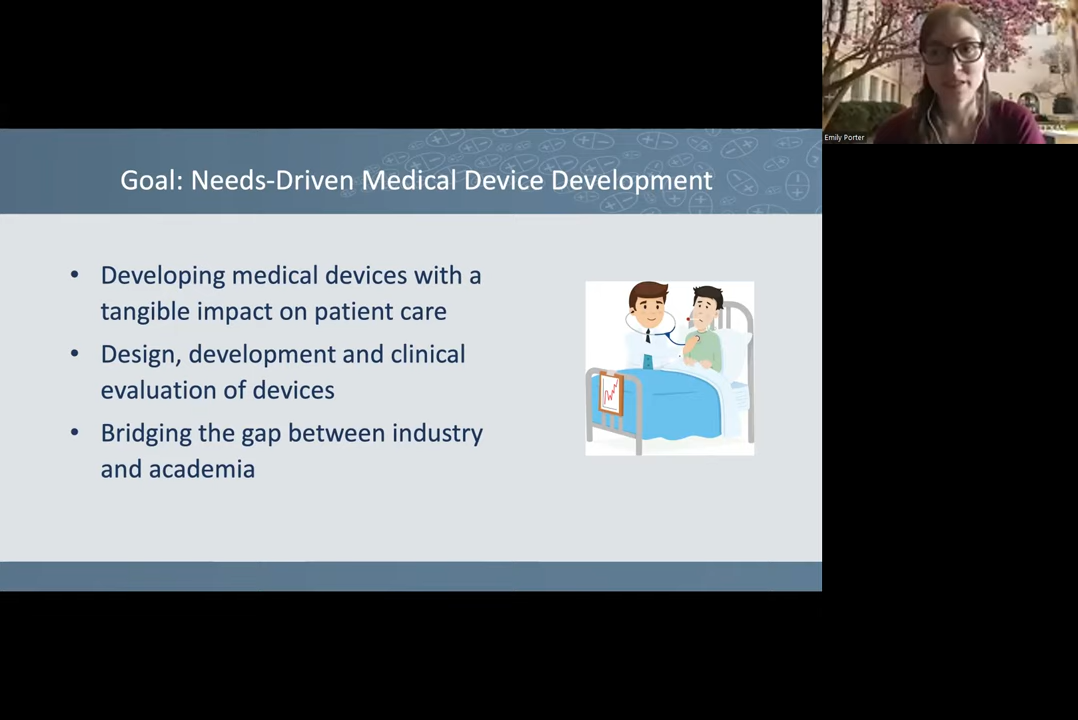 Emily Porter
Goal: Needs-Driven Medical Device Development
• Developing medical devices with a
tangible impact on patient care
• Design, development and clinical
evaluation of devices
• Bridging the gap between industry
and academia